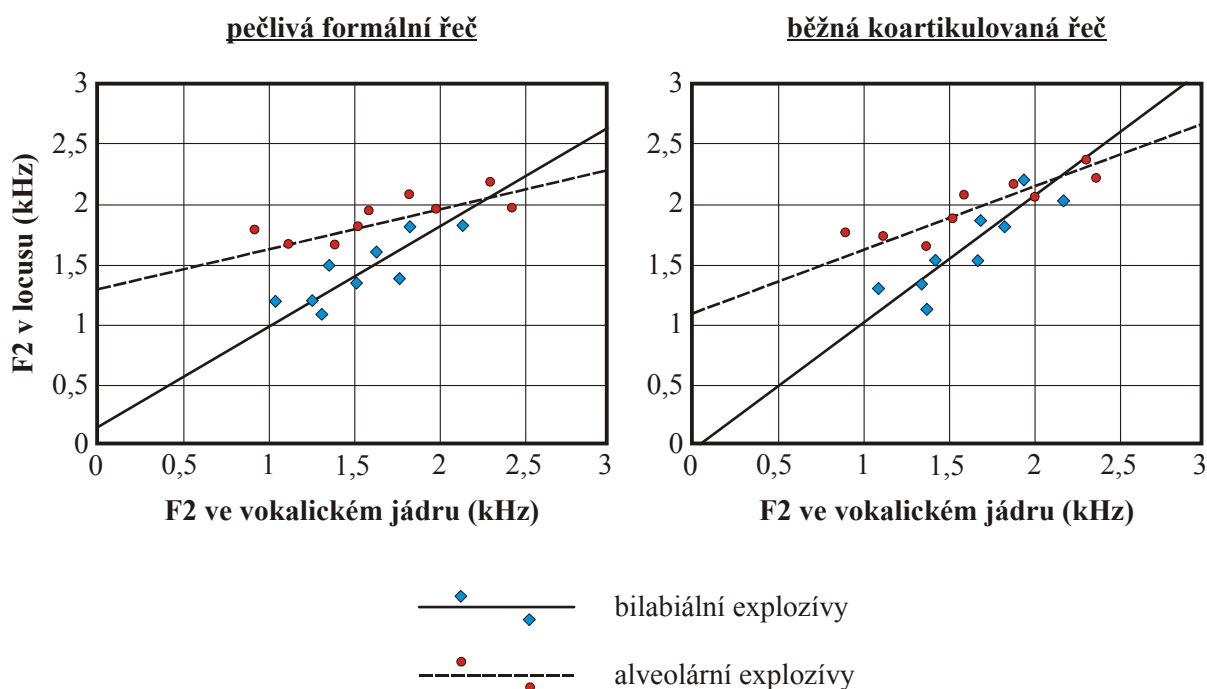 pečlivá formální řeč
běžná koartikulovaná řeč
F2 v locusu (kHz)
3
2,5
2
1,5
1
0,5
0
0 0,5 1 1,5 2 2,5 3
F2 ve vokalickém jádru (kHz)
3
2,5
2
1,5
1
0,5
0
0 0,5 1 1,5 2 2,5 3
F2 ve vokalickém jádru (kHz)
bilabiální explozívy
alveolární explozívy